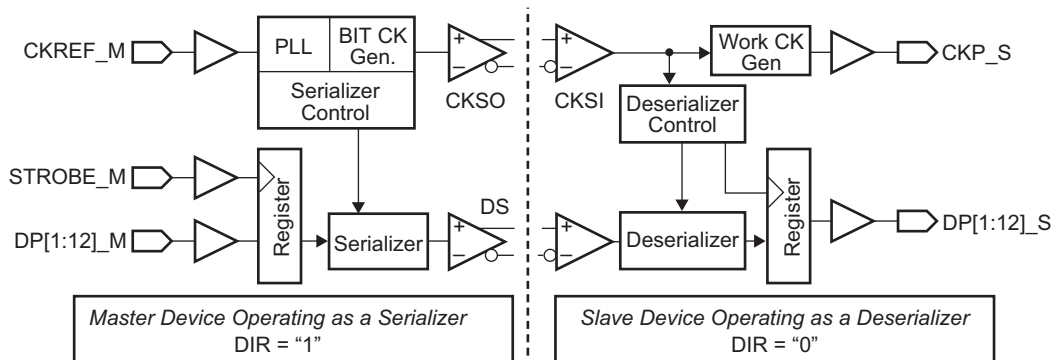 CKREF_M
PLL
BIT CK
Gen.
Serializer
Control
+
−
CKSO
+
−
CKSI
Work CK
Gen
CKP_S
Deserializer
Control
STROBE_M
DP[1:12]_M
Register
Serializer
DS
+
−
+
−
Deserializer
Register
DP[1:12]_S
Master Device Operating as a Serializer
DIR = “1”
Slave Device Operating as a Deserializer
DIR = “0”